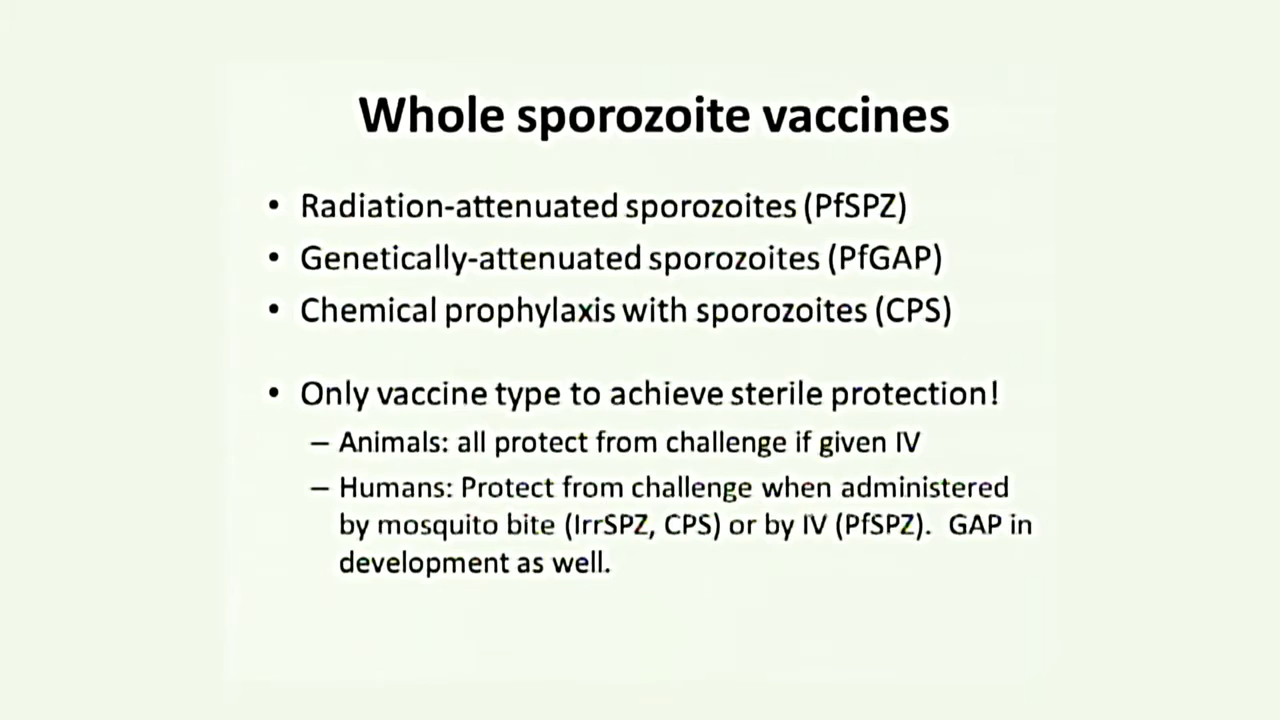 Whole sporozoite vaccines
• Radiation-attenuated sporozoites (PfSPZ)
• Genetically-attenuated sporozoites (PfGAP)
• Chemical prophylaxis with sporozoites (CPS)
• Only vaccine type to achieve sterile protection!
– Animals: all protect from challenge if given IV
– Humans: Protect from challenge when administered
by mosquito bite (IrrSPZ, CPS) or by IV (PfSPZ).  GAP in
development as well.